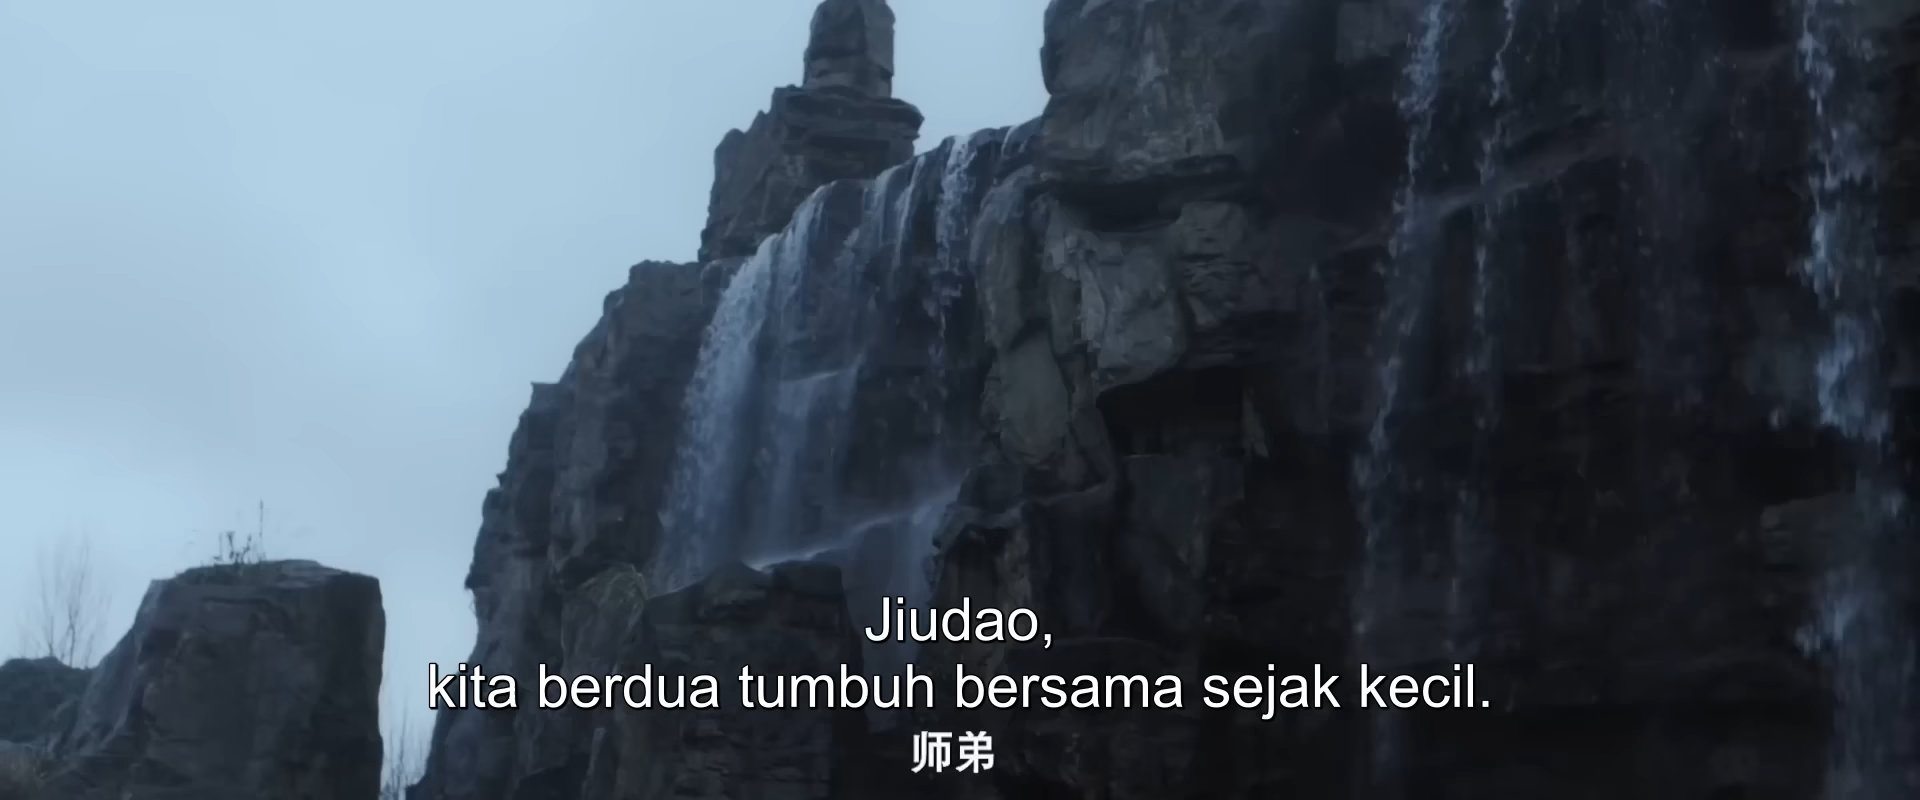 Jiudao,
kita berdua tumbuh bersama sejak kecil.
师弟